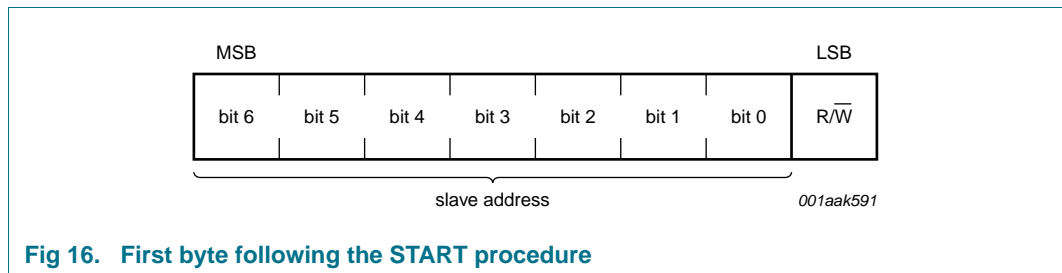 MSB LSB
bit 6 bit 5 bit 4 bit 3 bit 2 bit 1 bit 0 R/W̅
slave address 001aak591
Fig 16. First byte following the START procedure